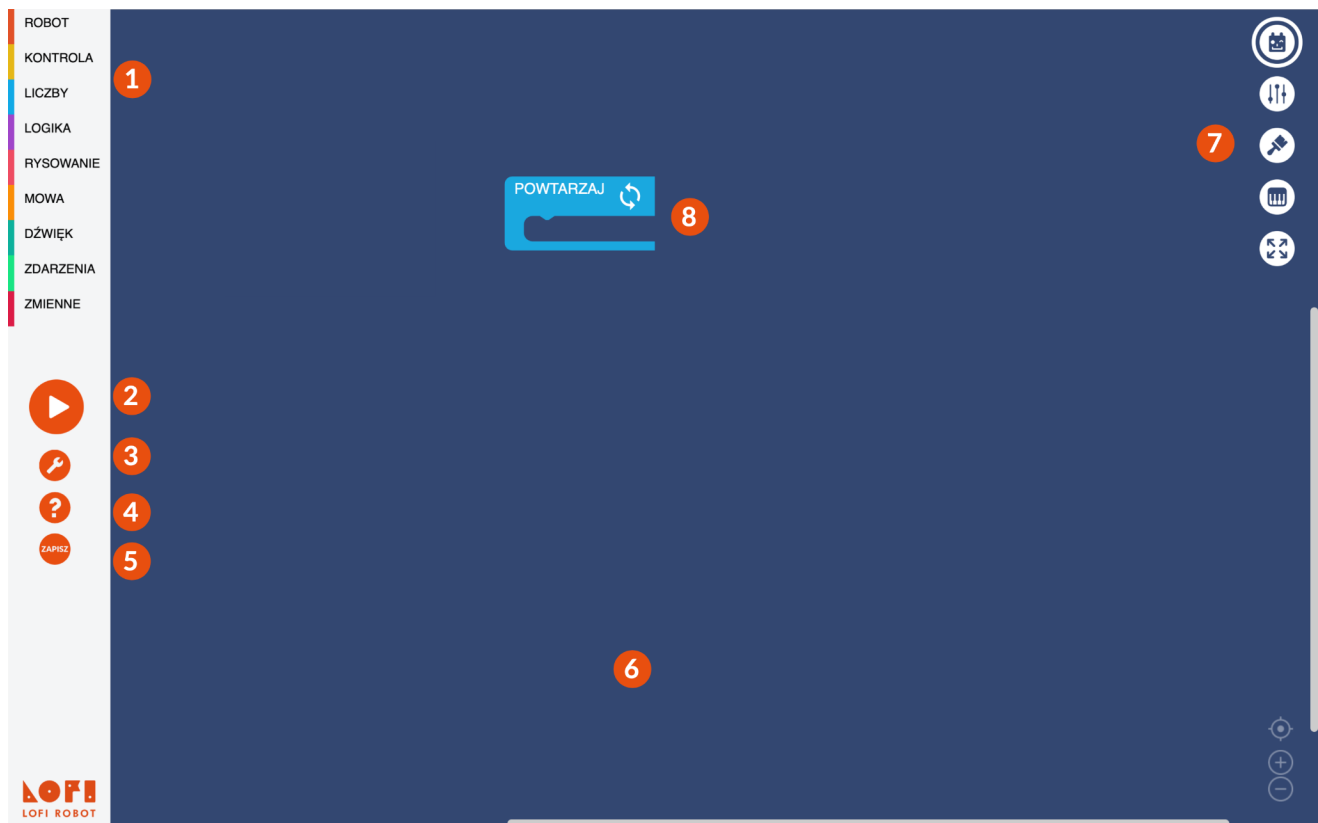 ROBOT
KONTROLA
LICZBY
LOGIKA
RYSOWANIE
MOWA
DŹWIĘK
ZDARZENIA
ZMIENNE
1
2
3
?
4
ZAPISZ
5
POWTARZAJ
8
7
6
LOFI
LOFI ROBOT